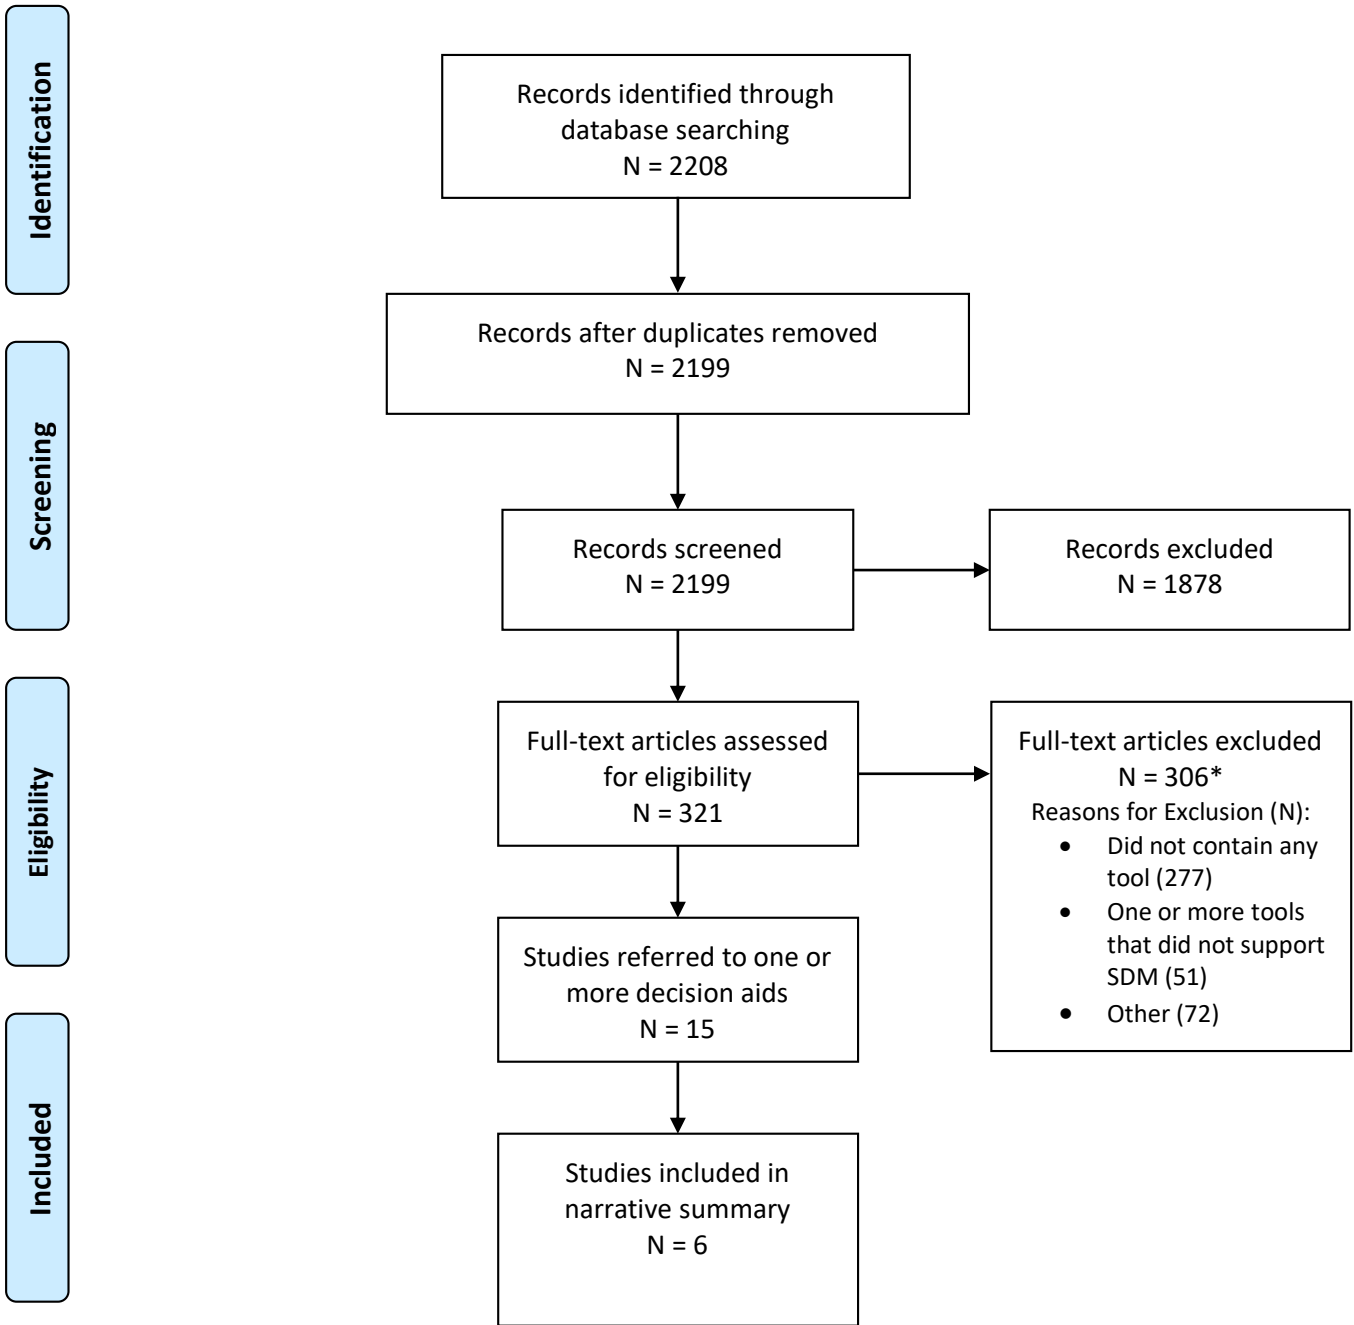 Identification
Records identified through
database searching
N = 2208
Records after duplicates removed
N = 2199
Screening
Records screened
N = 2199
Records excluded
N = 1878
Eligibility
Full-text articles assessed
for eligibility
N = 321
Full-text articles excluded
N = 306*
Reasons for Exclusion (N):
• Did not contain any
tool (277)
• One or more tools
that did not support
SDM (51)
• Other (72)
Studies referred to one or
more decision aids
N = 15
Included
Studies included in
narrative summary
N = 6